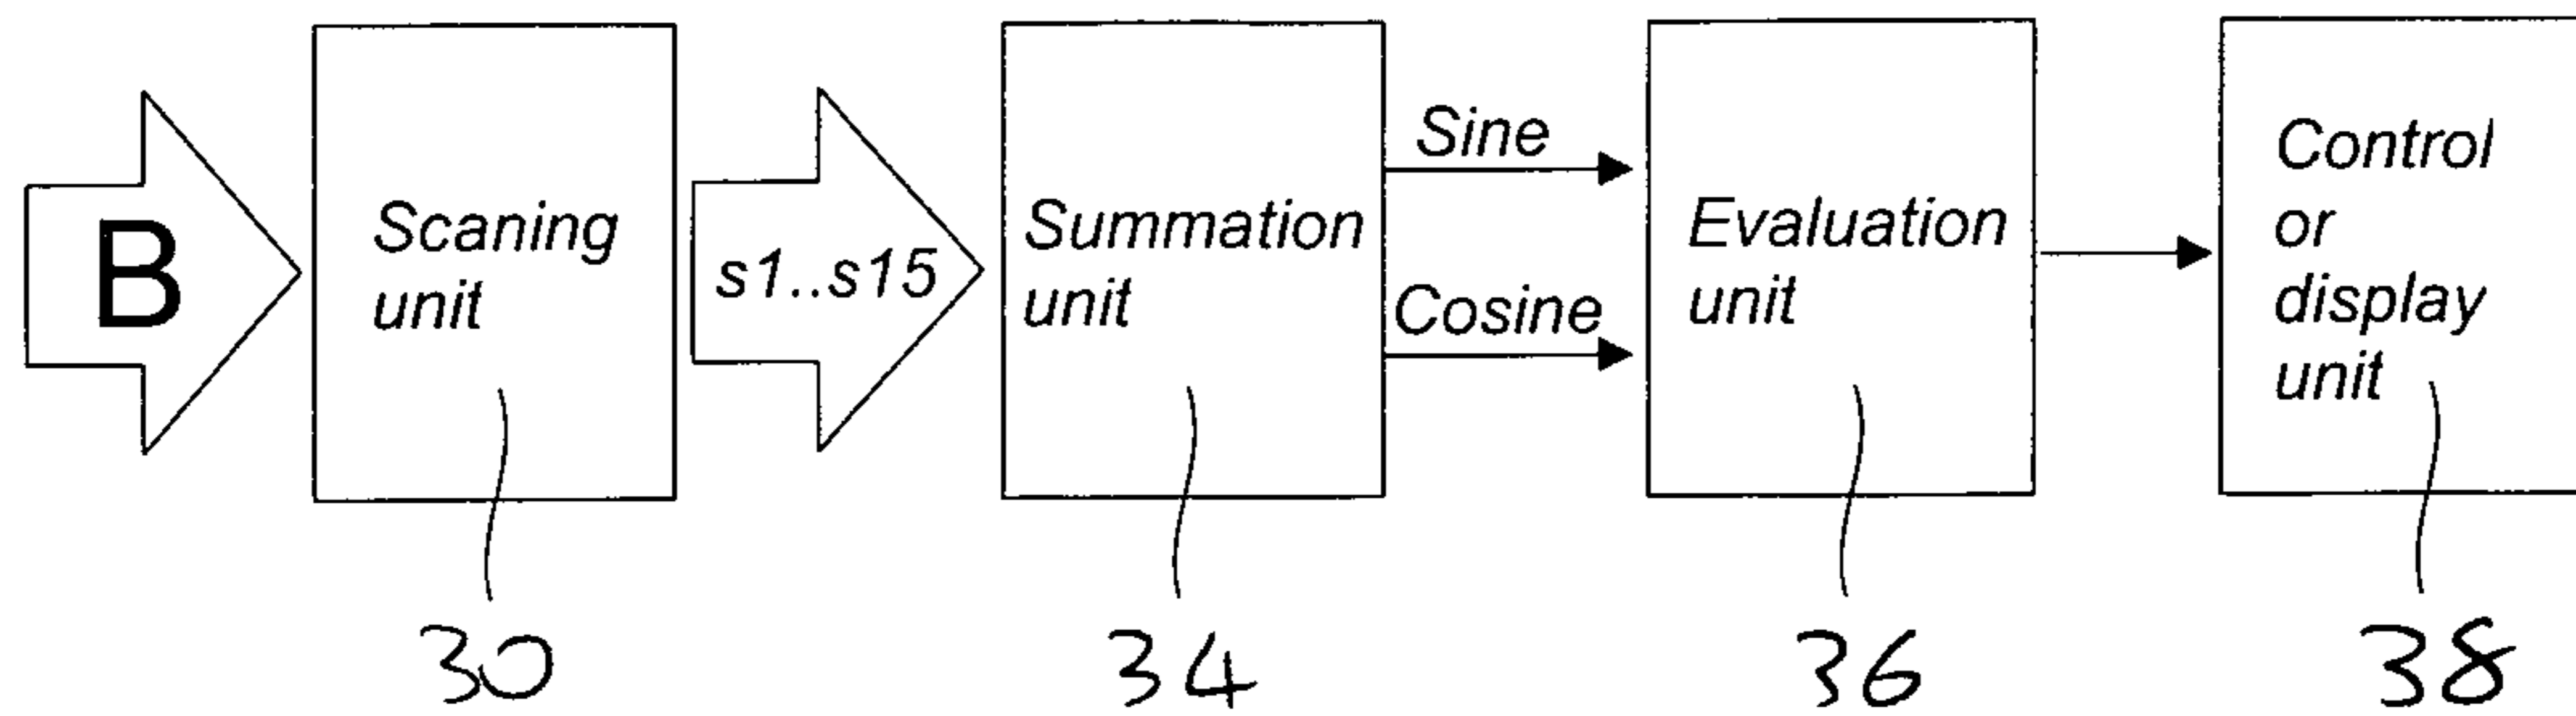 B
Scaning
unit
s1..s15
Summation
unit
Sine
Cosine
Evaluation
unit
Control
or
display
unit
30
34
36
38